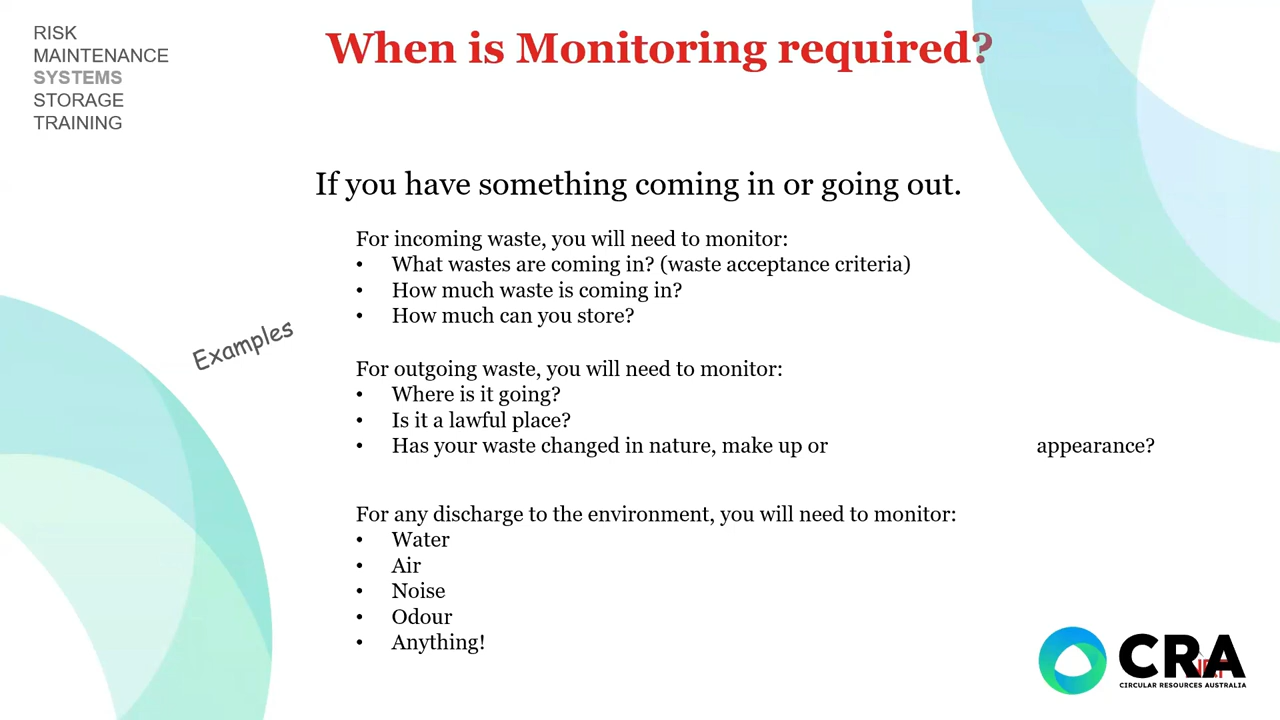 RISK
MAINTENANCE
SYSTEMS
STORAGE
TRAINING
When is Monitoring required?
If you have something coming in or going out.
For incoming waste, you will need to monitor:
• What wastes are coming in? (waste acceptance criteria)
• How much waste is coming in?
• How much can you store?
Examples
For outgoing waste, you will need to monitor:
• Where is it going?
• Is it a lawful place?
• Has your waste changed in nature, make up or appearance?
For any discharge to the environment, you will need to monitor:
• Water
• Air
• Noise
• Odour
• Anything!
CRA
CIRCULAR RESOURCES AUSTRALIA